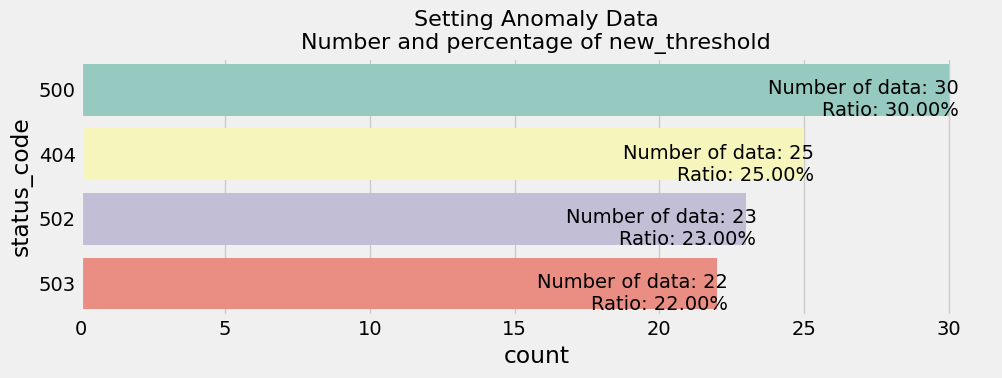 Setting Anomaly Data
Number and percentage of new_threshold
status_code
500
Number of data: 30
Ratio: 30.00%
404
Number of data: 25
Ratio: 25.00%
502
Number of data: 23
Ratio: 23.00%
503
Number of data: 22
Ratio: 22.00%
0 5 10 15 20 25 30
count